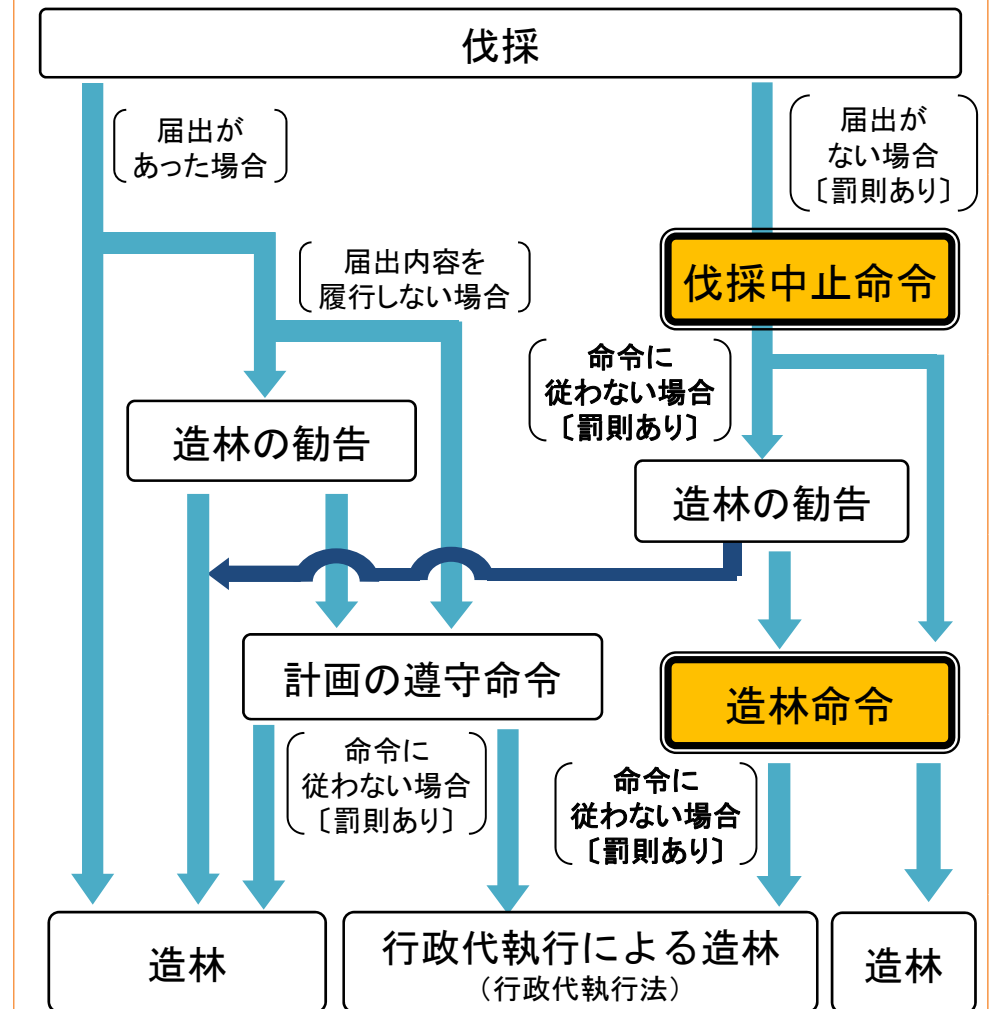 伐採
届出が
あった場合
届出が
ない場合
〔罰則あり〕
届出内容を
履行しない場合
伐採中止命令
命令に
従わない場合
〔罰則あり〕
造林の勧告
造林の勧告
計画の遵守命令
造林命令
命令に
従わない場合
〔罰則あり〕
命令に
従わない場合
〔罰則あり〕
造林
行政代執行による造林
（行政代執行法）
造林